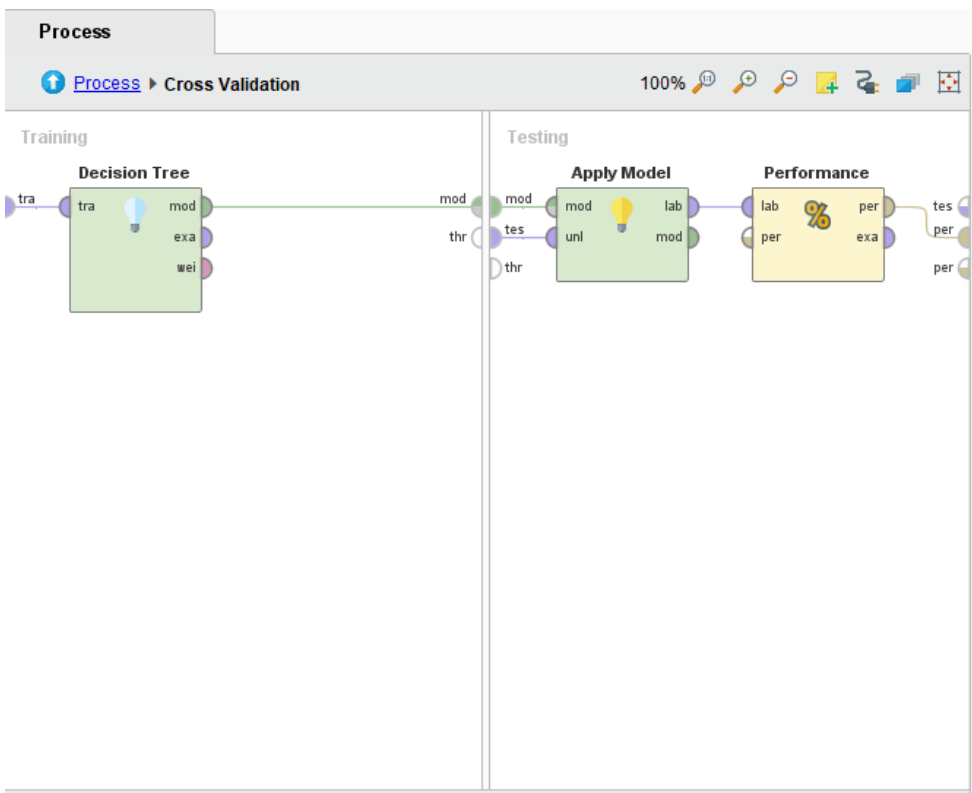 Process
Process Cross Validation 100%
Training
Testing
Decision Tree
Apply Model
Performance
tra
tra mod
exa
wei
mod
thr
mod
tes
thr
mod lab
unl mod
lab per
per exa
tes
per
per